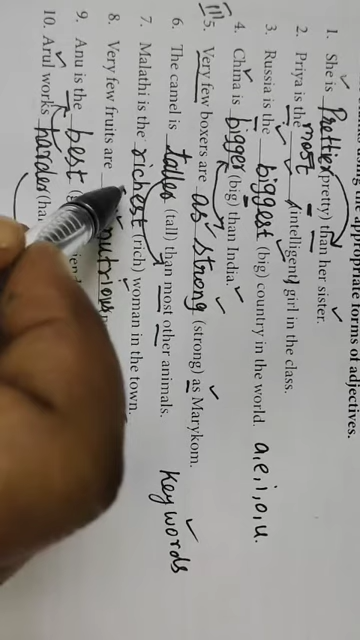 the appropriate forms of adjectives.
1. She is Prettier (pretty) than her sister.
2. Priya is the most (intelligent) girl in the class.
3. Russia is the biggest (big) country in the world. a,e,i,o,u.
4. China is bigger (big) than India.
III 5. Very few boxers are as strong (strong) as Marykom.
6. The camel is taller (tall) than most other animals. Key words
7. Malathi is the richest (rich) woman in the town.
8. Very few fruits are nutrious
9. Anu is the best
10. Arul works harder (ha